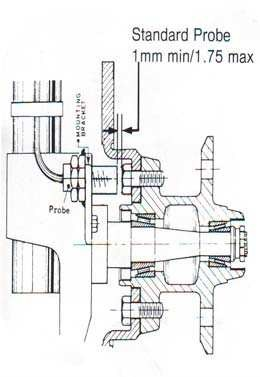 Standard Probe
1mm min/1.75 max
MOUNTING
BRACKET
Probe